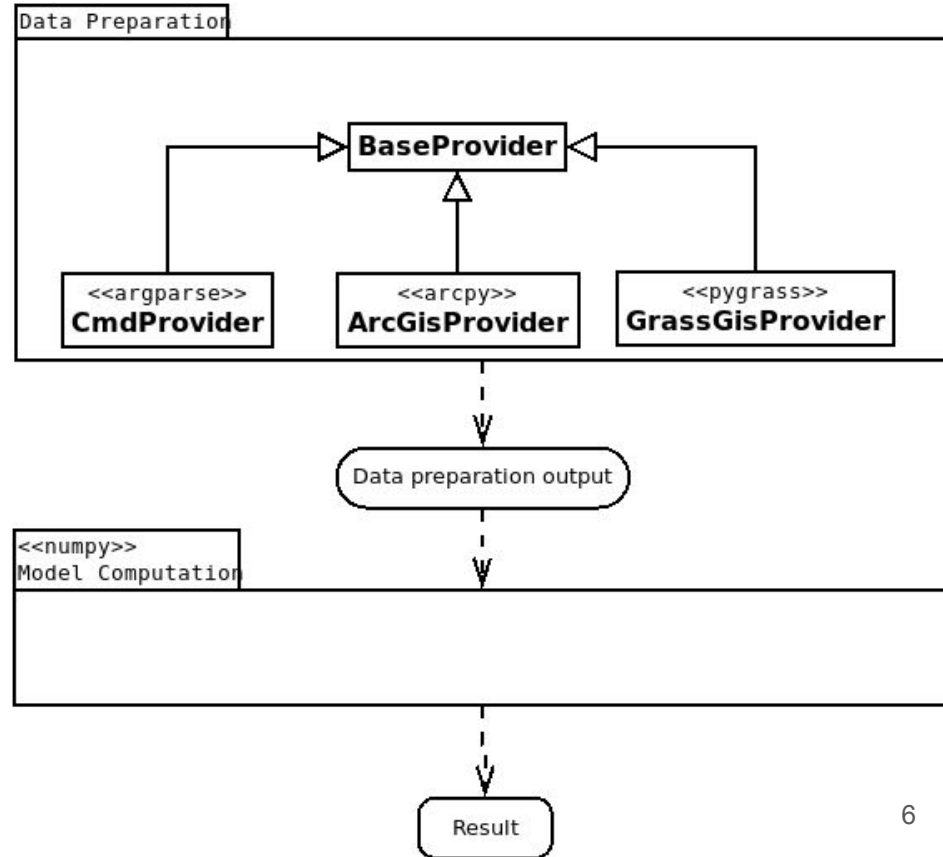 Data Preparation
BaseProvider
<<argparse>>
CmdProvider
<<arcpy>>
ArcGisProvider
<<pygrass>>
GrassGisProvider
Data preparation output
<<numpy>>
Model Computation
Result
6